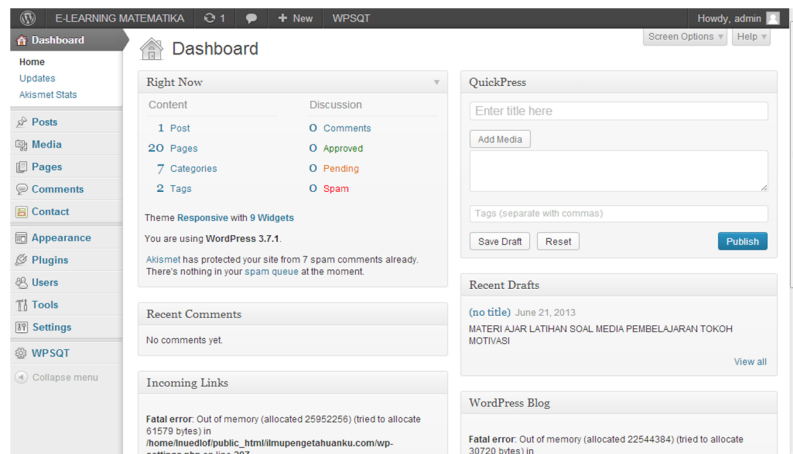 E-LEARNING MATEMATIKA 1 + New WPSQT Howdy, admin
Screen Options Help
Dashboard
Home
Updates
Akismet Stats
Posts
Media
Pages
Comments
Contact
Appearance
Plugins
Users
Tools
Settings
WPSQT
Collapse menu
Dashboard
Right Now
Content Discussion
1 Post 0 Comments
20 Pages 0 Approved
7 Categories 0 Pending
2 Tags 0 Spam
Theme Responsive with 9 Widgets
You are using WordPress 3.7.1.
Akismet has protected your site from 7 spam comments already.
There's nothing in your spam queue at the moment.
Recent Comments
No comments yet.
Incoming Links
Fatal error: Out of memory (allocated 25952256) (tried to allocate
61579 bytes) in
/home/lnuedlof/public_html/ilmupengetahuanku.com/wp-
QuickPress
Enter title here
Add Media
Tags (separate with commas)
Save Draft Reset Publish
Recent Drafts
(no title) June 21, 2013
MATERI AJAR LATIHAN SOAL MEDIA PEMBELAJARAN TOKOH
MOTIVASI
View all
WordPress Blog
Fatal error: Out of memory (allocated 22544384) (tried to allocate
30720 bytes) in